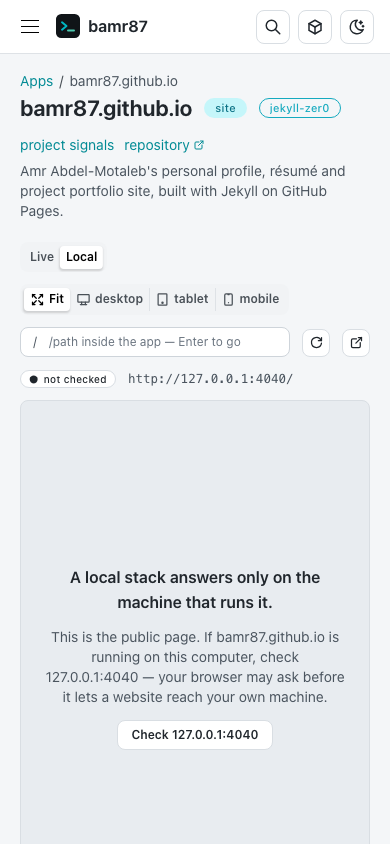 bamr87
Apps / bamr87.github.io
bamr87.github.io site jekyll-zer0
project signals repository
Amr Abdel-Motaleb's personal profile, résumé and
project portfolio site, built with Jekyll on GitHub
Pages.
Live Local
Fit desktop tablet mobile
/ /path inside the app — Enter to go
not checked http://127.0.0.1:4040/
A local stack answers only on the
machine that runs it.
This is the public page. If bamr87.github.io is
running on this computer, check
127.0.0.1:4040 — your browser may ask before
it lets a website reach your own machine.
Check 127.0.0.1:4040